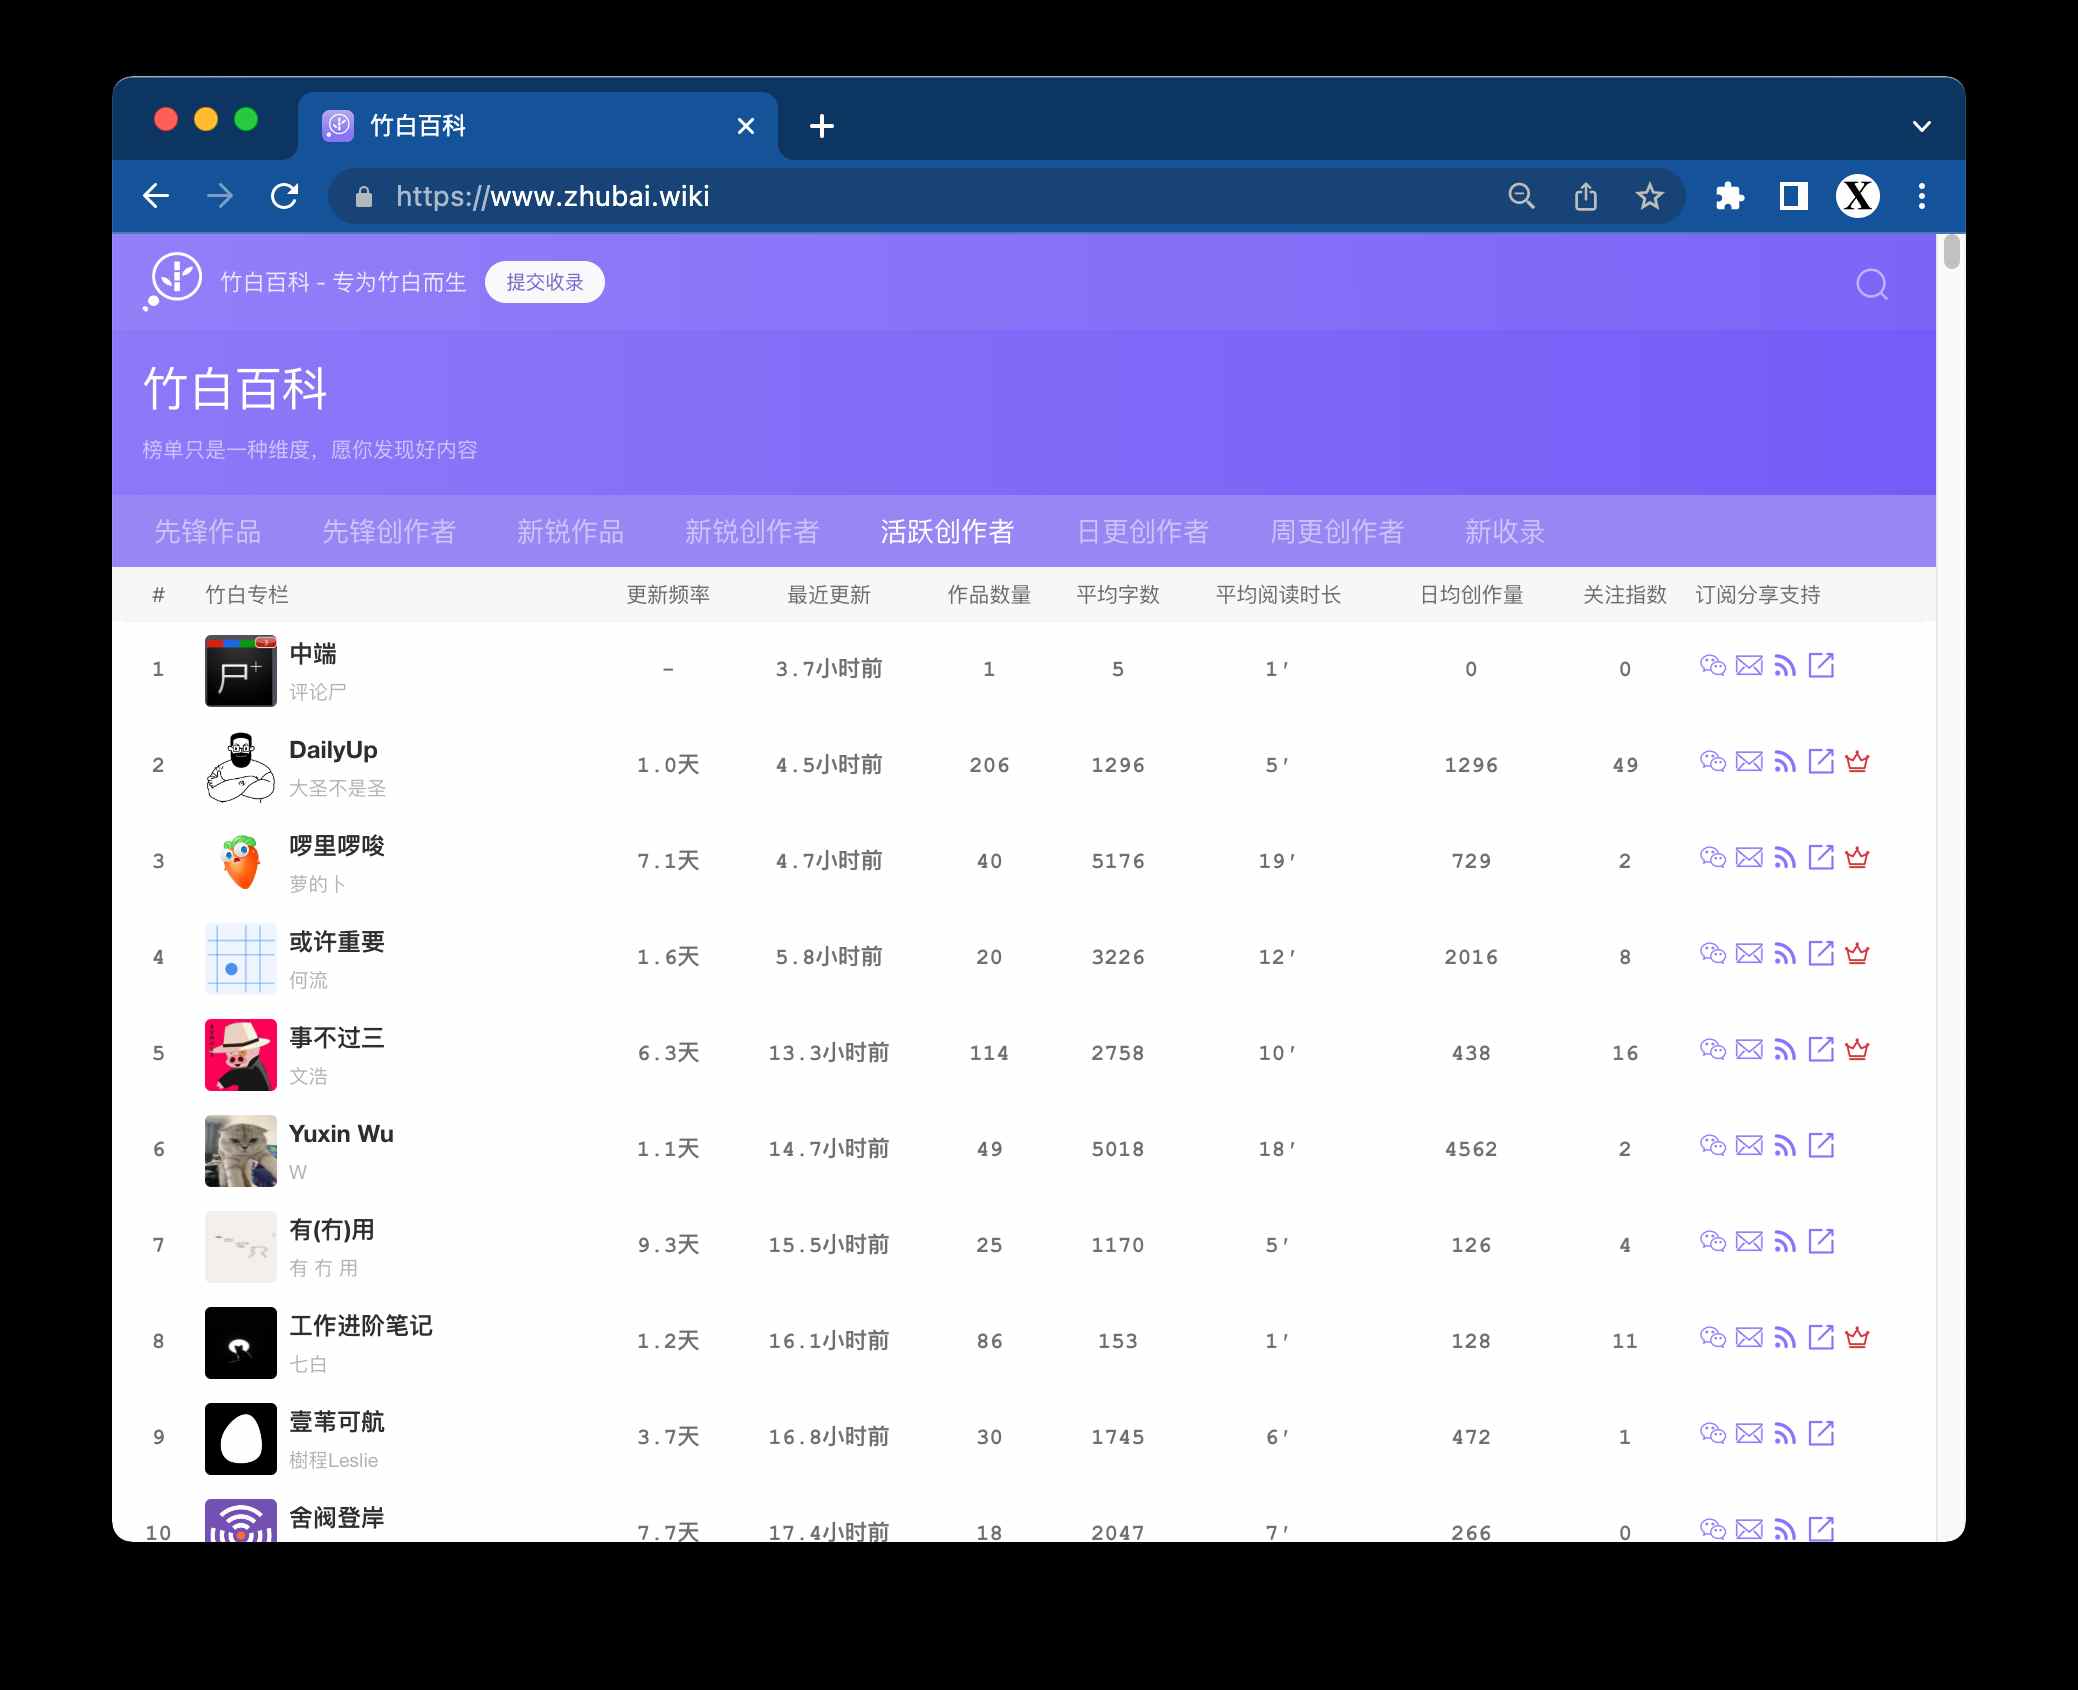 竹白百科
https://www.zhubai.wiki
竹白百科 - 专为竹白而生 提交收录
竹白百科
榜单只是一种维度，愿你发现好内容
先锋作品 先锋创作者 新锐作品 新锐创作者 活跃创作者 日更创作者 周更创作者 新收录
# 竹白专栏 更新频率 最近更新 作品数量 平均字数 平均阅读时长 日均创作量 关注指数 订阅分享支持
1 中端 – 3.7小时前 1 5 1′ 0 0
评论尸
2 DailyUp 1.0天 4.5小时前 206 1296 5′ 1296 49
大圣不是圣
3 啰里啰唆 7.1天 4.7小时前 40 5176 19′ 729 2
萝的卜
4 或许重要 1.6天 5.8小时前 20 3226 12′ 2016 8
何流
5 事不过三 6.3天 13.3小时前 114 2758 10′ 438 16
文浩
6 Yuxin Wu 1.1天 14.7小时前 49 5018 18′ 4562 2
W
7 有(冇)用 9.3天 15.5小时前 25 1170 5′ 126 4
有 冇 用
8 工作进阶笔记 1.2天 16.1小时前 86 153 1′ 128 11
七白
9 壹苇可航 3.7天 16.8小时前 30 1745 6′ 472 1
樹程Leslie
10 舍阀登岸 7.7天 17.4小时前 18 2047 7′ 266 0